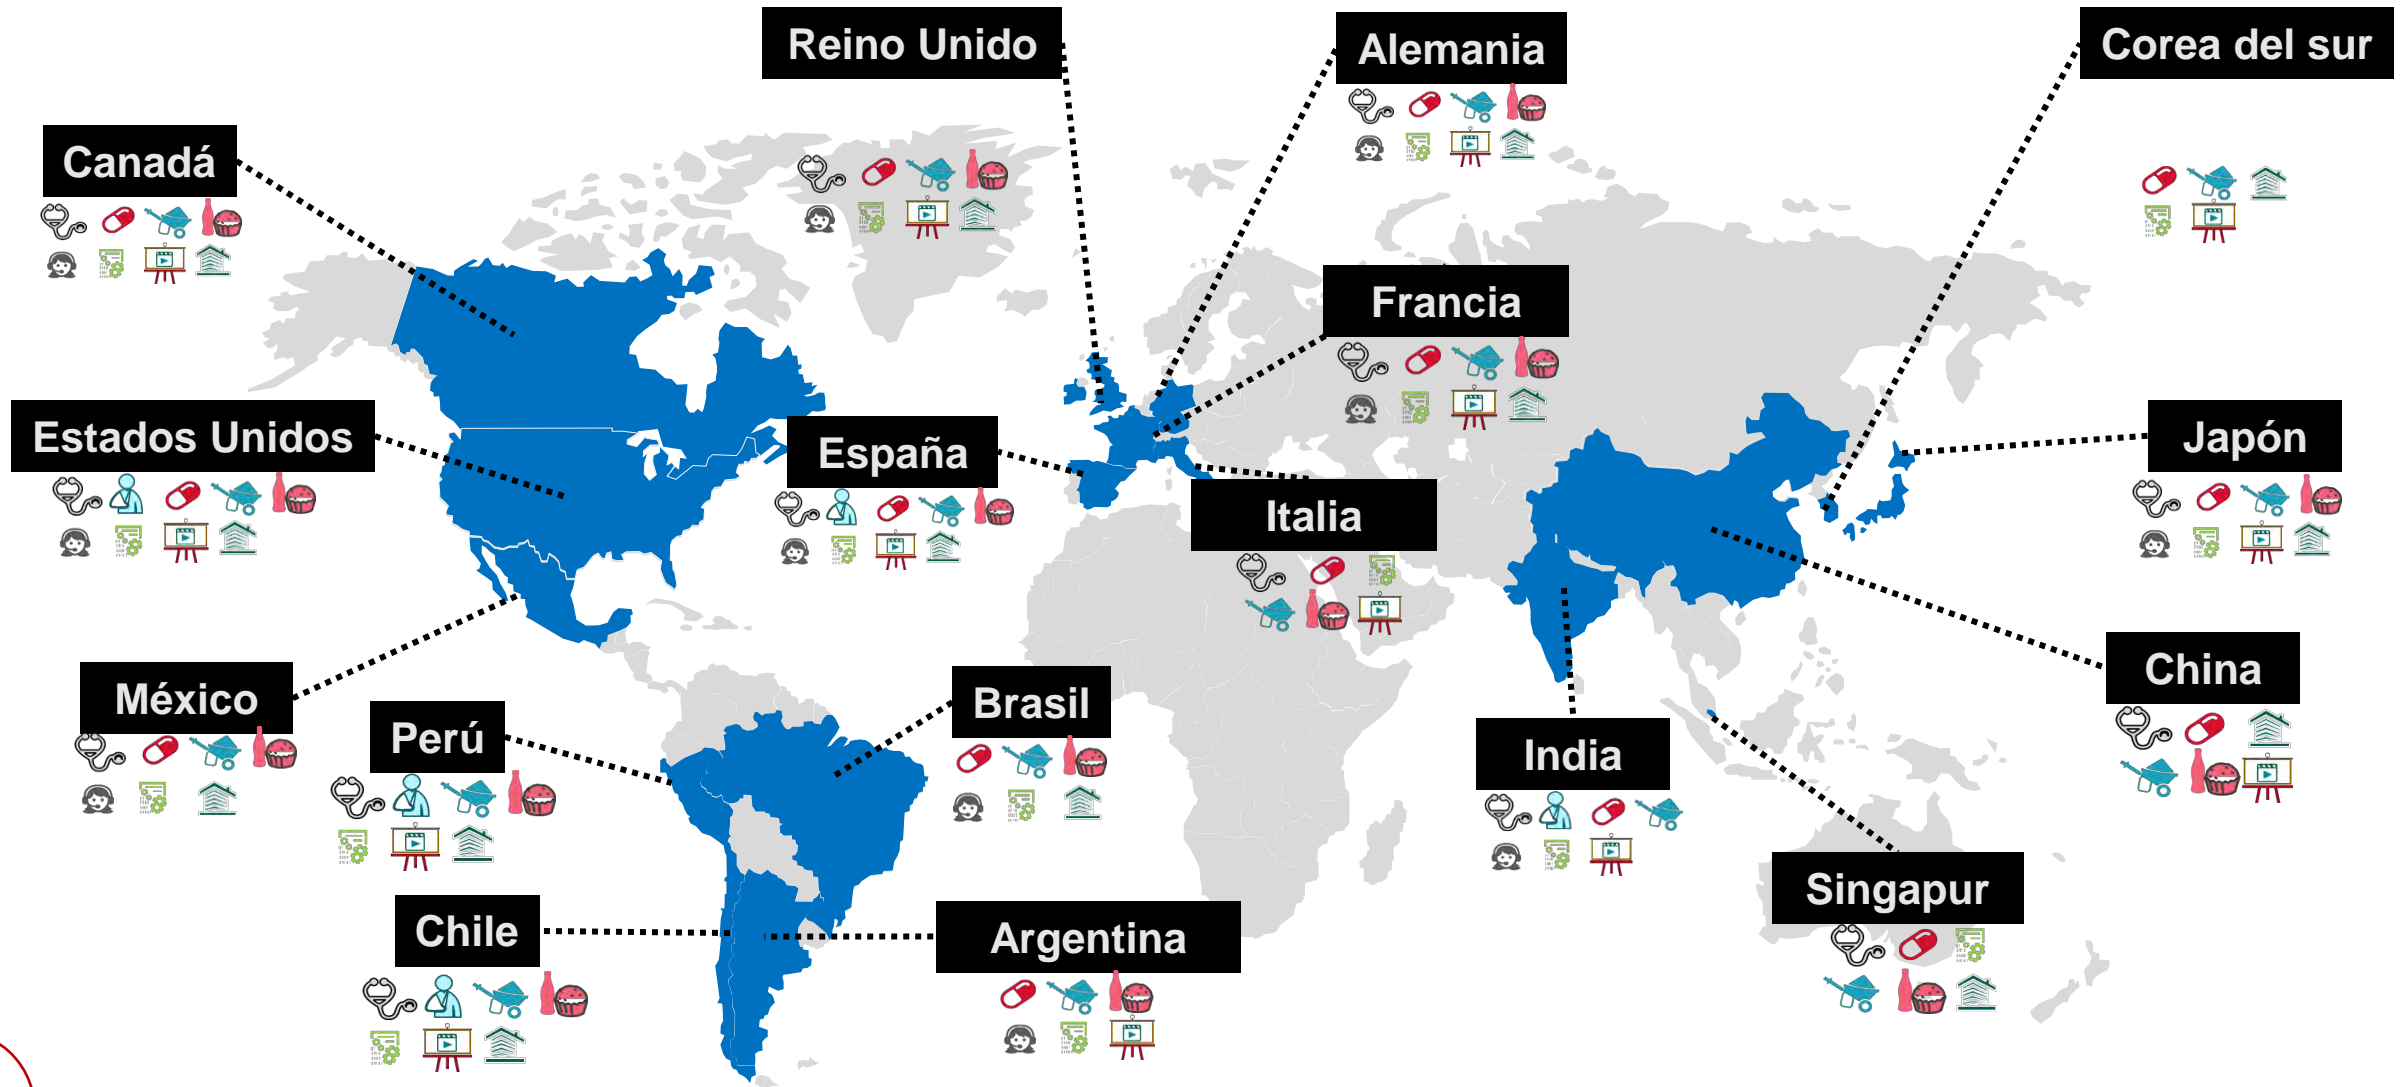 Reino Unido
Alemania
Corea del sur
Canadá
Francia
Estados Unidos
España
Japón
Italia
México
Perú
Brasil
China
India
Singapur
Chile
Argentina